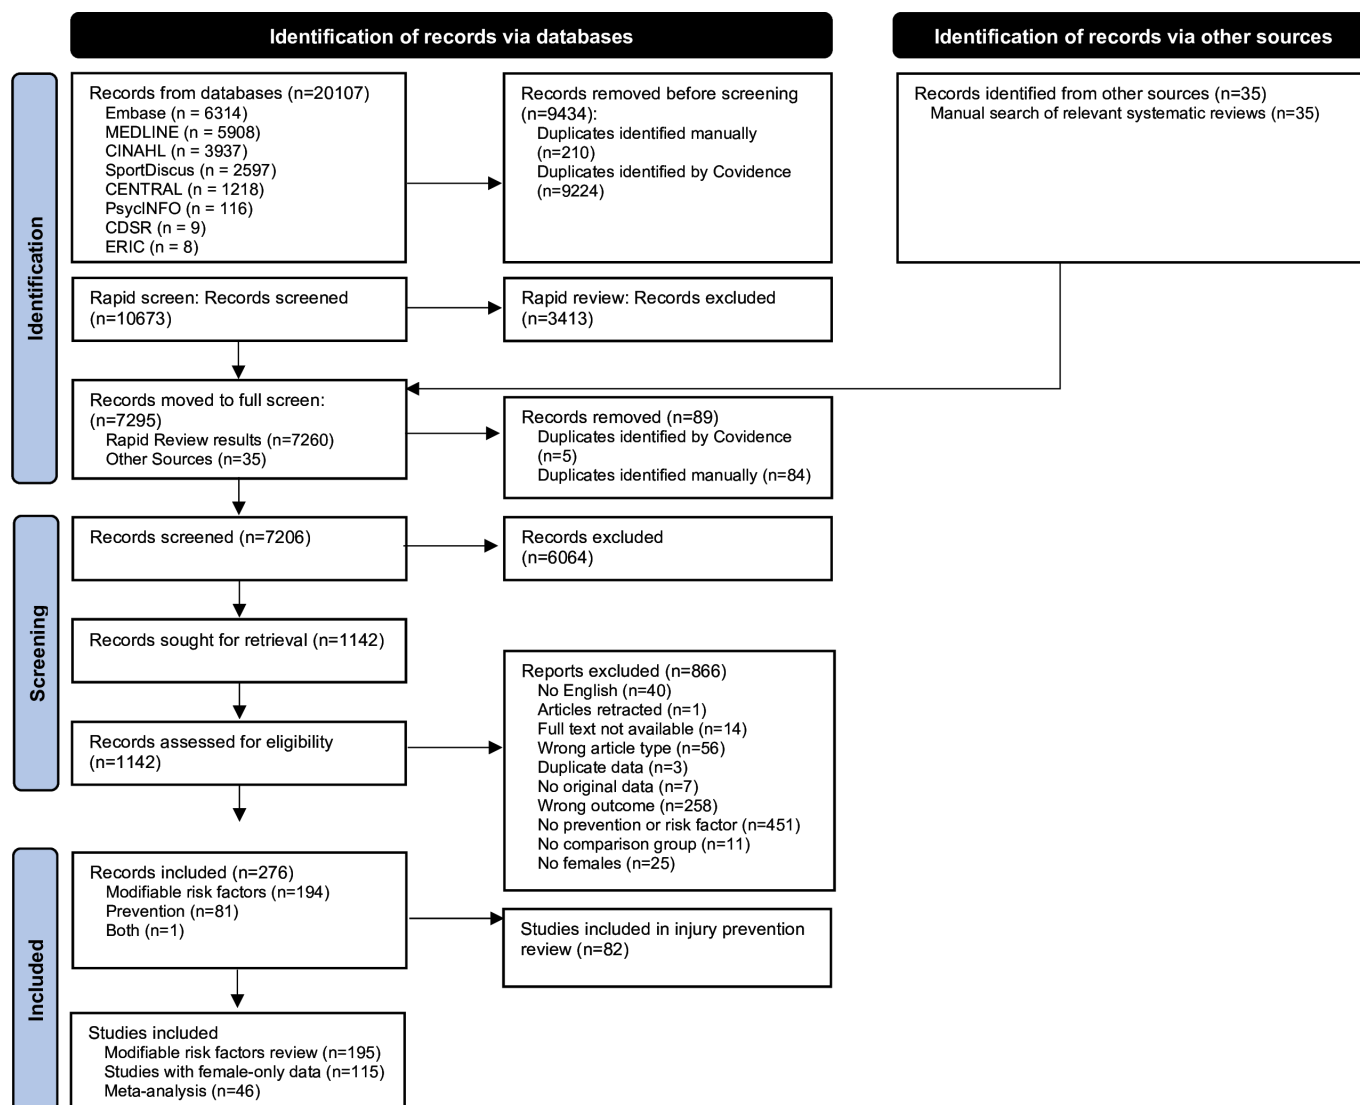 Identification of records via databases
Identification of records via other sources
Identification
Records from databases (n=20107)
Embase (n = 6314)
MEDLINE (n = 5908)
CINAHL (n = 3937)
SportDiscus (n = 2597)
CENTRAL (n = 1218)
PsycINFO (n = 116)
CDSR (n = 9)
ERIC (n = 8)
Records removed before screening
(n=9434):
Duplicates identified manually
(n=210)
Duplicates identified by Covidence
(n=9224)
Records identified from other sources (n=35)
Manual search of relevant systematic reviews (n=35)
Rapid screen: Records screened
(n=10673)
Rapid review: Records excluded
(n=3413)
Records moved to full screen:
(n=7295)
Rapid Review results (n=7260)
Other Sources (n=35)
Records removed (n=89)
Duplicates identified by Covidence
(n=5)
Duplicates identified manually (n=84)
Screening
Records screened (n=7206)
Records excluded
(n=6064)
Records sought for retrieval (n=1142)
Records assessed for eligibility
(n=1142)
Reports excluded (n=866)
No English (n=40)
Articles retracted (n=1)
Full text not available (n=14)
Wrong article type (n=56)
Duplicate data (n=3)
No original data (n=7)
Wrong outcome (n=258)
No prevention or risk factor (n=451)
No comparison group (n=11)
No females (n=25)
Included
Records included (n=276)
Modifiable risk factors (n=194)
Prevention (n=81)
Both (n=1)
Studies included in injury prevention
review (n=82)
Studies included
Modifiable risk factors review (n=195)
Studies with female-only data (n=115)
Meta-analysis (n=46)